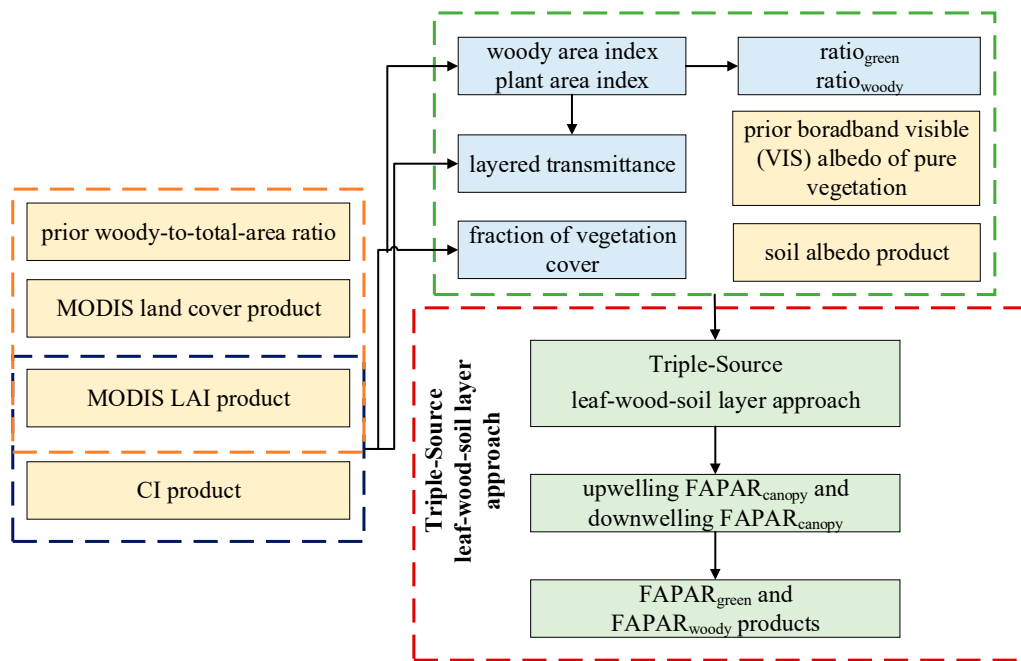 prior woody-to-total-area ratio
MODIS land cover product
MODIS LAI product
CI product
woody area index
plant area index
ratiogreen
ratiowoody
layered transmittance
prior boradband visible
(VIS) albedo of pure
vegetation
fraction of vegetation
cover
soil albedo product
Triple-Source
leaf-wood-soil layer
approach
Triple-Source
leaf-wood-soil layer approach
upwelling FAPARcanopy and
downwelling FAPARcanopy
FAPARgreen and
FAPARwoody products